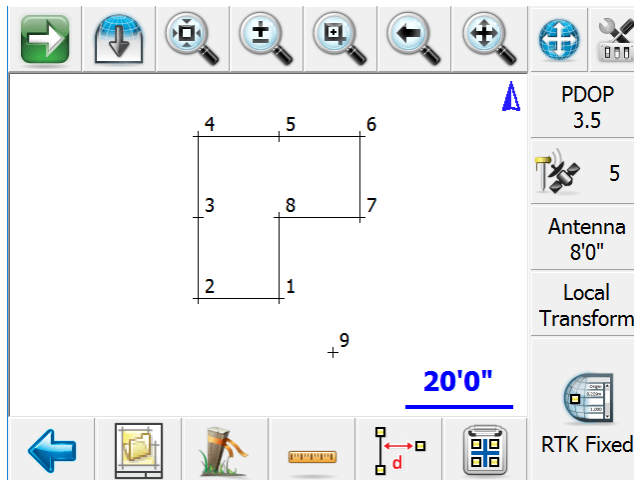 PDOP
3.5
5
Antenna
8'0"
Local
Transform
RTK Fixed
4
5
6
3
8
7
2
1
9
20'0"
d